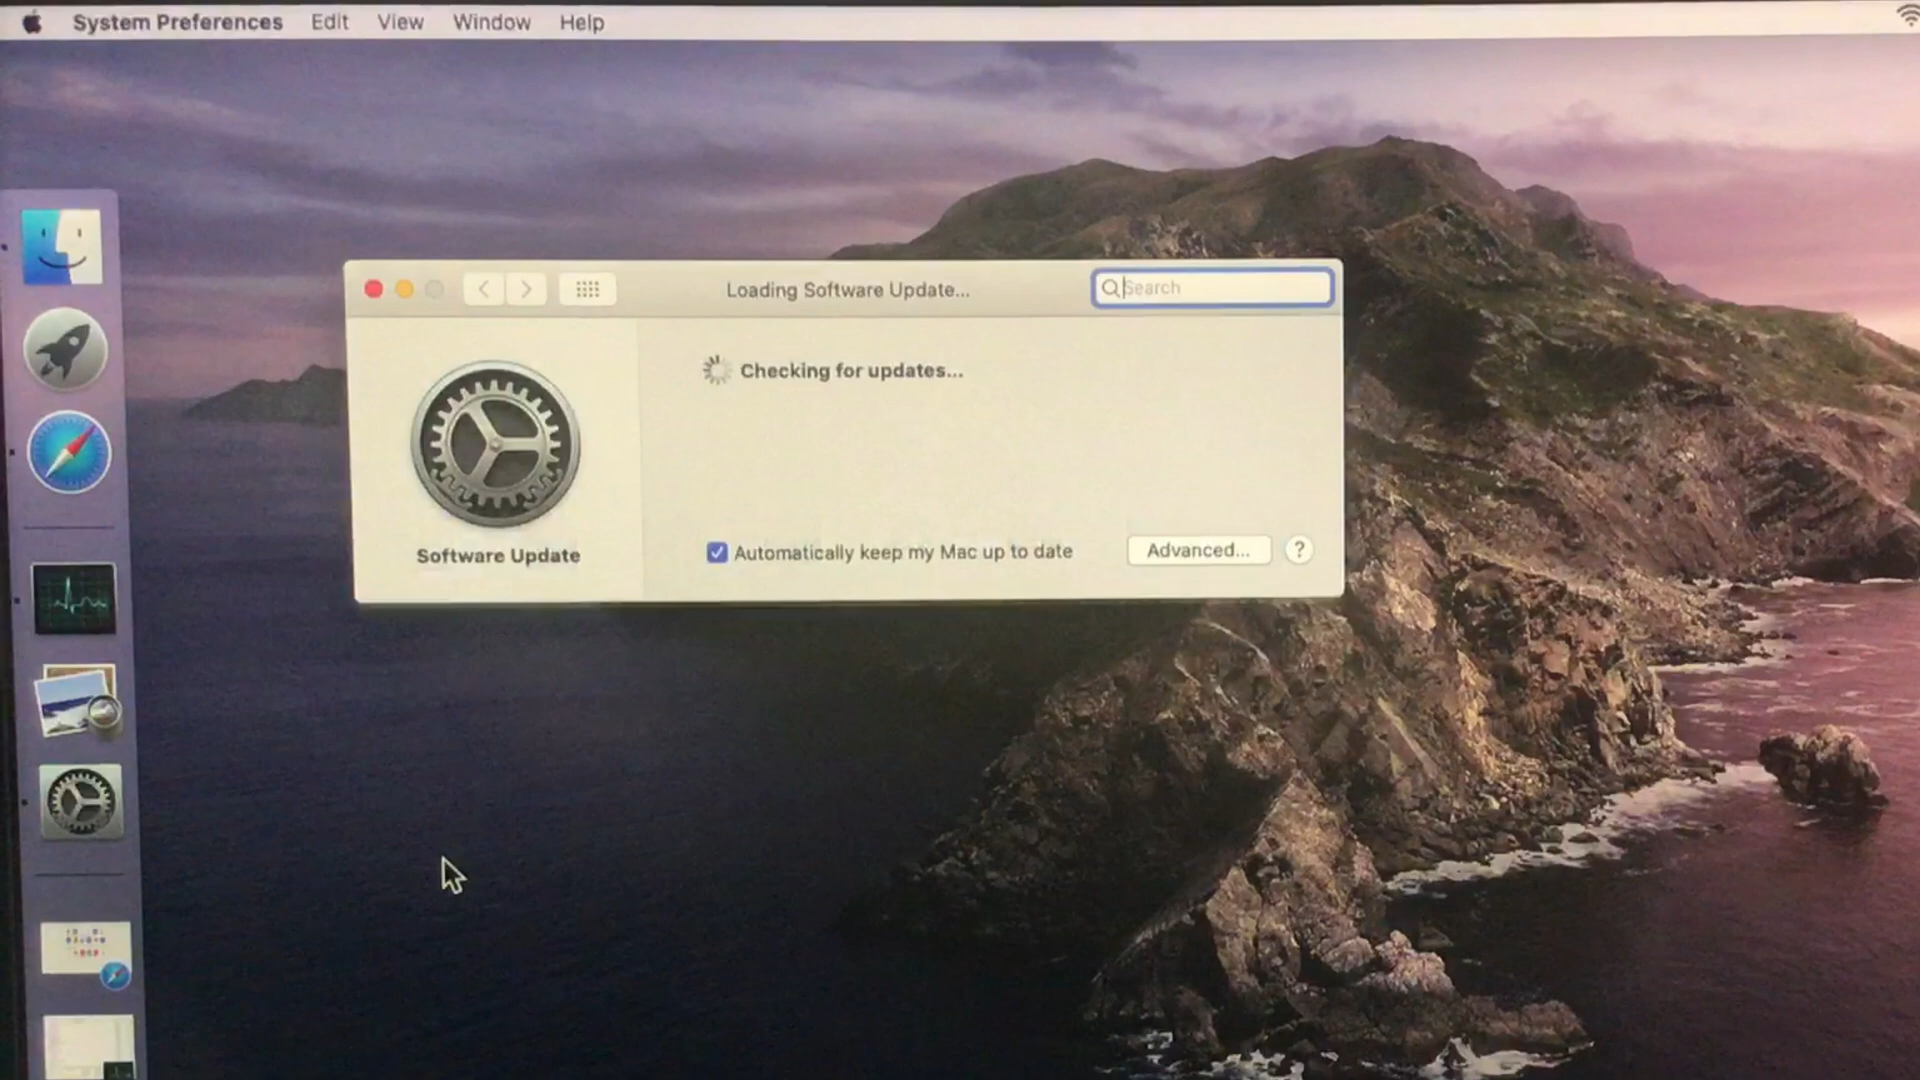 System Preferences Edit View Window Help
Loading Software Update...
Search
Checking for updates...
Software Update
Automatically keep my Mac up to date
Advanced...
?